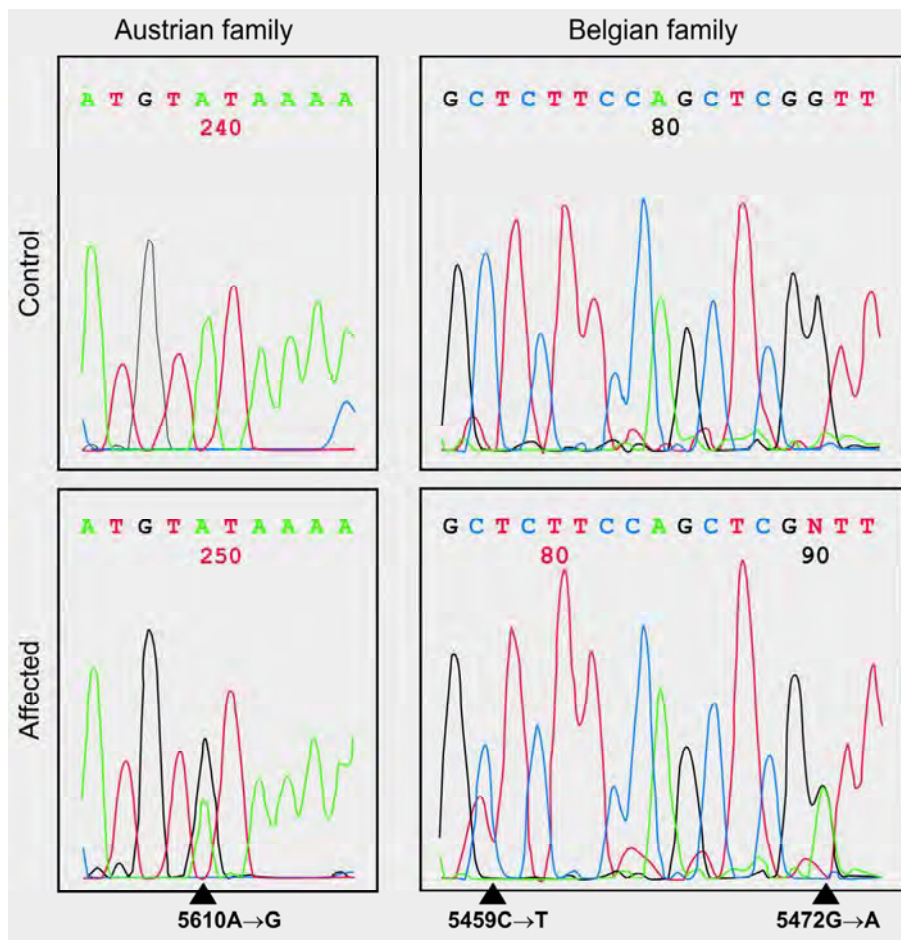 Austrian family
Belgian family
Control
A T G T A T A A A A
240
G C T C T T C C A G C T C G G T T
80
Affected
A T G T A T A A A A
250
G C T C T T C C A G C T C G N T T
80 90
5610A→G
5459C→T
5472G→A